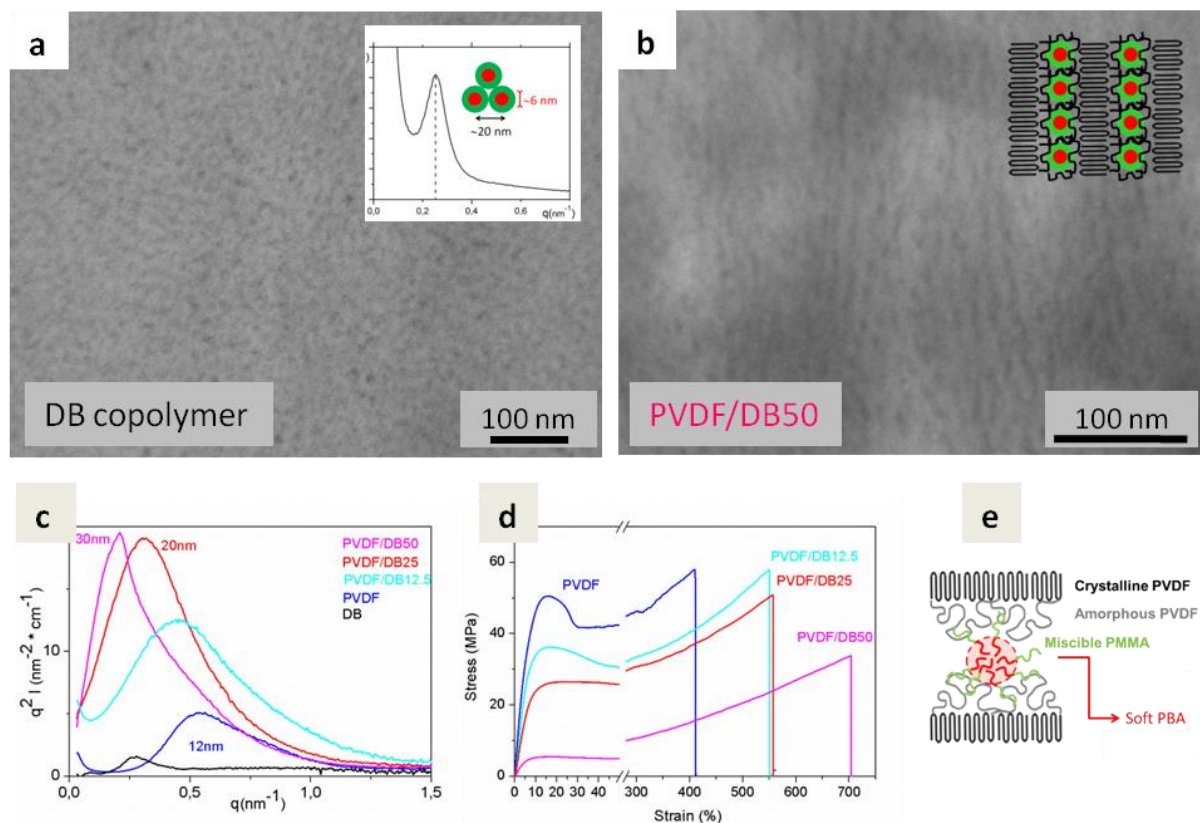 a
)
~6 nm
~20 nm
0,0
0,2
0,4
0,6
q(nm⁻¹)
DB copolymer
100 nm
b
PVDF/DB50
100 nm
c
30nm
20nm
12nm
PVDF/DB50
PVDF/DB25
PVDF/DB12.5
PVDF
DB
q² I (nm⁻² * cm⁻¹)
10
0
0,0
0,5
1,0
1,5
q(nm⁻¹)
d
PVDF
PVDF/DB12.5
PVDF/DB25
PVDF/DB50
Stress (MPa)
60
40
20
0
0 10 20 30 40 300 400 500 600 700
Strain (%)
e
Crystalline PVDF
Amorphous PVDF
Miscible PMMA
Soft PBA